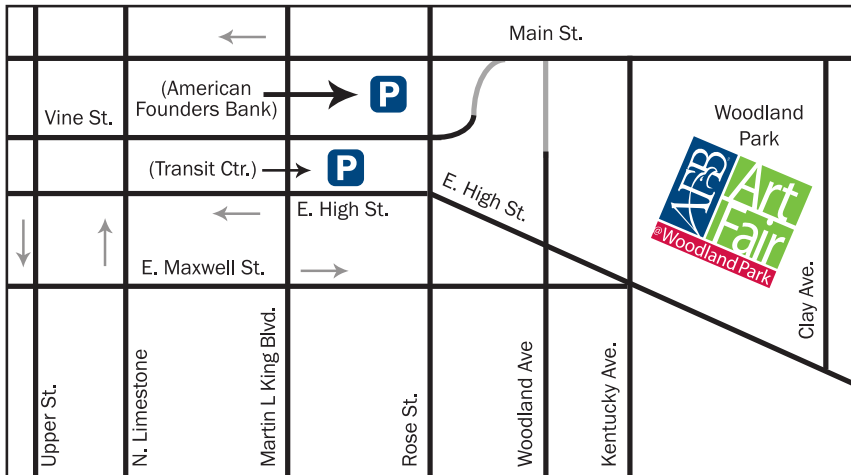 Main St.
(American
Founders Bank)
P
Vine St.
Woodland
Park
(Transit Ctr.)
P
E. High St.
AF&B
Art
Fair
@Woodland Park
E. High St.
E. Maxwell St.
Upper St.
N. Limestone
Martin L King Blvd.
Rose St.
Woodland Ave
Kentucky Ave.
Clay Ave.